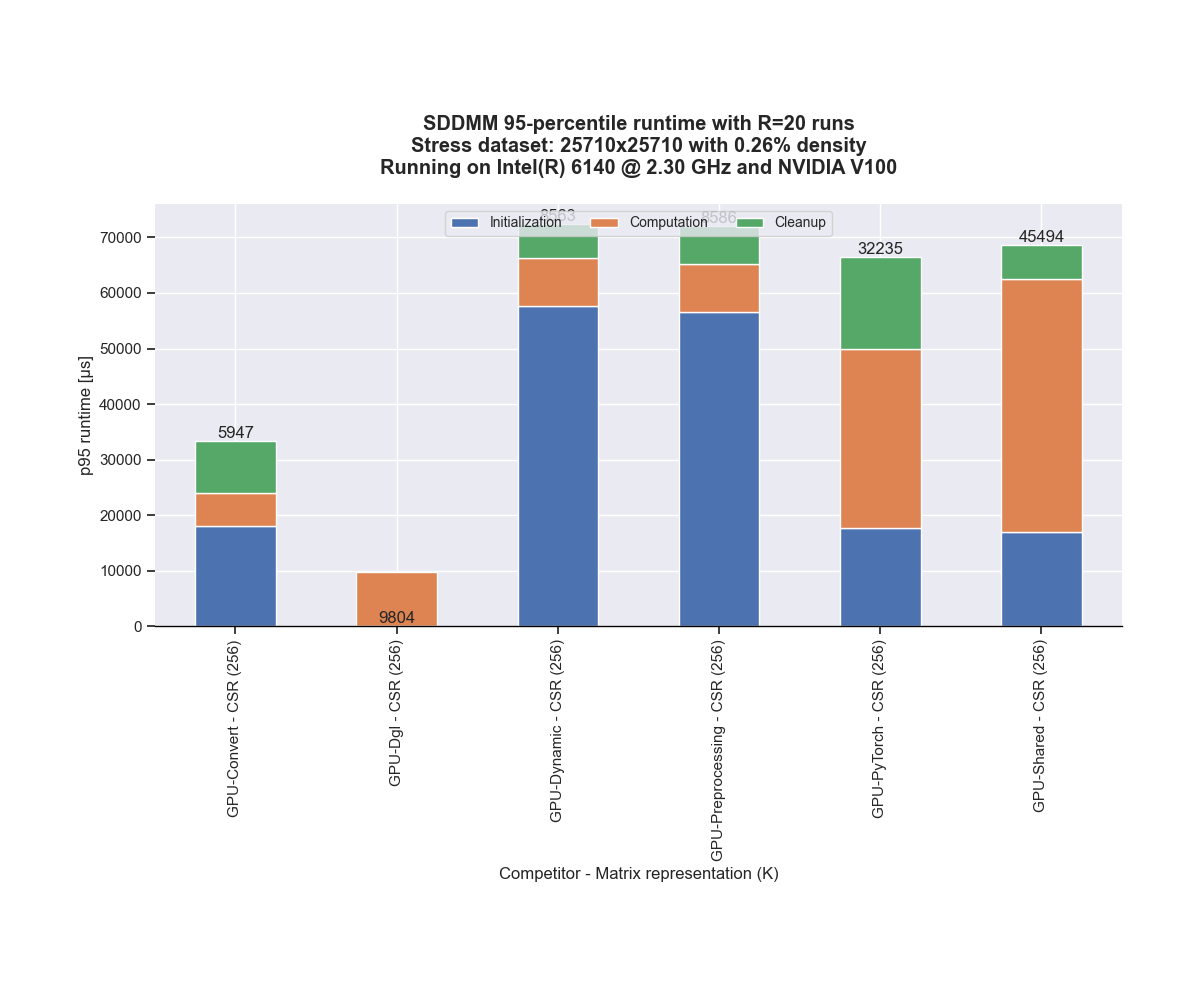 SDDMM 95-percentile runtime with R=20 runs
Stress dataset: 25710x25710 with 0.26% density
Running on Intel(R) 6140 @ 2.30 GHz and NVIDIA V100
Initialization
Computation
Cleanup
8586
5947
9804
32235
45494
p95 runtime [µs]
70000
60000
50000
40000
30000
20000
10000
0
GPU-Convert - CSR (256)
GPU-Dgl - CSR (256)
GPU-Dynamic - CSR (256)
GPU-Preprocessing - CSR (256)
GPU-PyTorch - CSR (256)
GPU-Shared - CSR (256)
Competitor - Matrix representation (K)